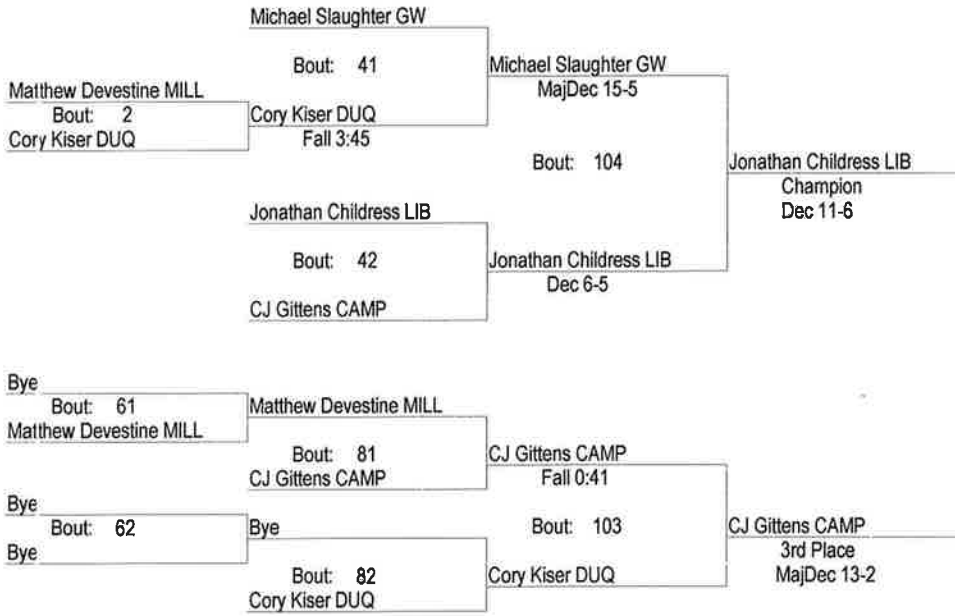 Michael Slaughter GW
Bout: 41
Michael Slaughter GW
MajDec 15-5
Matthew Devestine MILL
Bout: 2
Cory Kiser DUQ
Cory Kiser DUQ
Fall 3:45
Bout: 104
Jonathan Childress LIB
Champion
Dec 11-6
Jonathan Childress LIB
Bout: 42
Jonathan Childress LIB
Dec 6-5
CJ Gittens CAMP
Bye
Bout: 61
Matthew Devestine MILL
Matthew Devestine MILL
Bout: 81
CJ Gittens CAMP
CJ Gittens CAMP
Fall 0:41
Bye
Bout: 62
Bye
Bye
Bout: 103
CJ Gittens CAMP
3rd Place
MajDec 13-2
Bout: 82
Cory Kiser DUQ
Cory Kiser DUQ